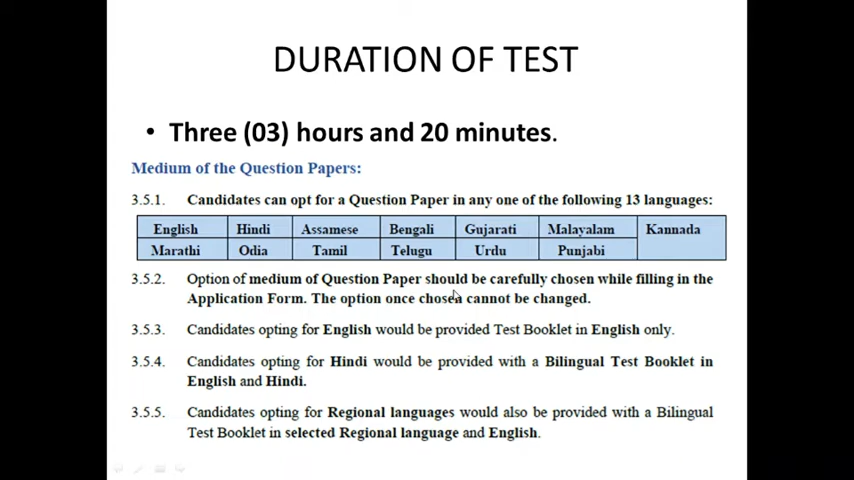 DURATION OF TEST
• Three (03) hours and 20 minutes.
Medium of the Question Papers:
3.5.1. Candidates can opt for a Question Paper in any one of the following 13 languages:
English Hindi Assamese Bengali Gujarati Malayalam Kannada
Marathi Odia Tamil Telugu Urdu Punjabi
3.5.2. Option of medium of Question Paper should be carefully chosen while filling in the
Application Form. The option once chosen cannot be changed.
3.5.3. Candidates opting for English would be provided Test Booklet in English only.
3.5.4. Candidates opting for Hindi would be provided with a Bilingual Test Booklet in
English and Hindi.
3.5.5. Candidates opting for Regional languages would also be provided with a Bilingual
Test Booklet in selected Regional language and English.